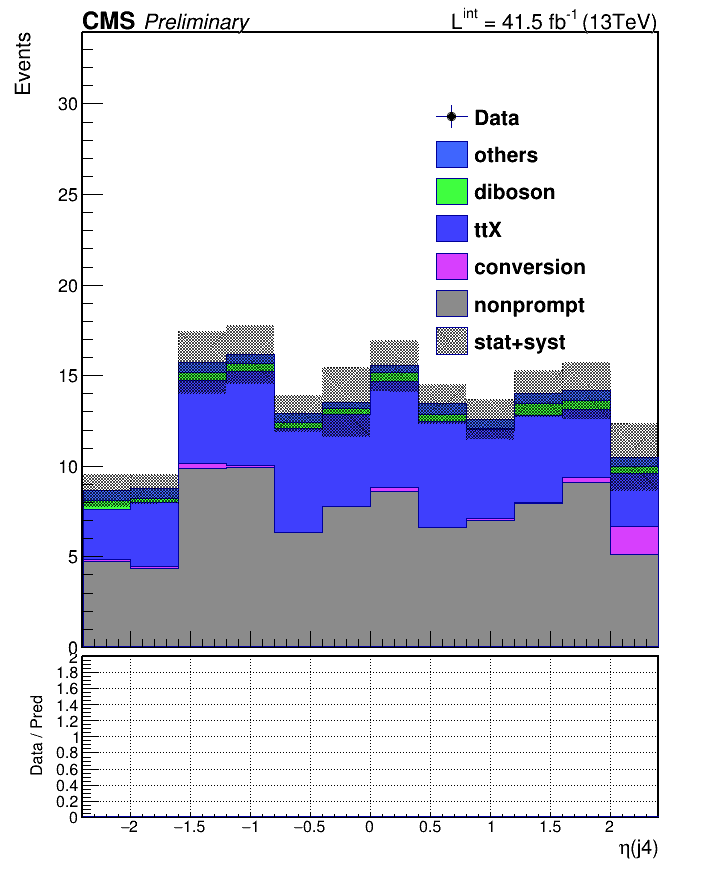 CMS Preliminary
L^int = 41.5 fb^-1 (13TeV)
Events
30
25
20
15
10
5
0
Data
others
diboson
ttX
conversion
nonprompt
stat+syst
Data / Pred
2
1.8
1.6
1.4
1.2
1
0.8
0.6
0.4
0.2
0
−2 −1.5 −1 −0.5 0 0.5 1 1.5 2
η(j4)